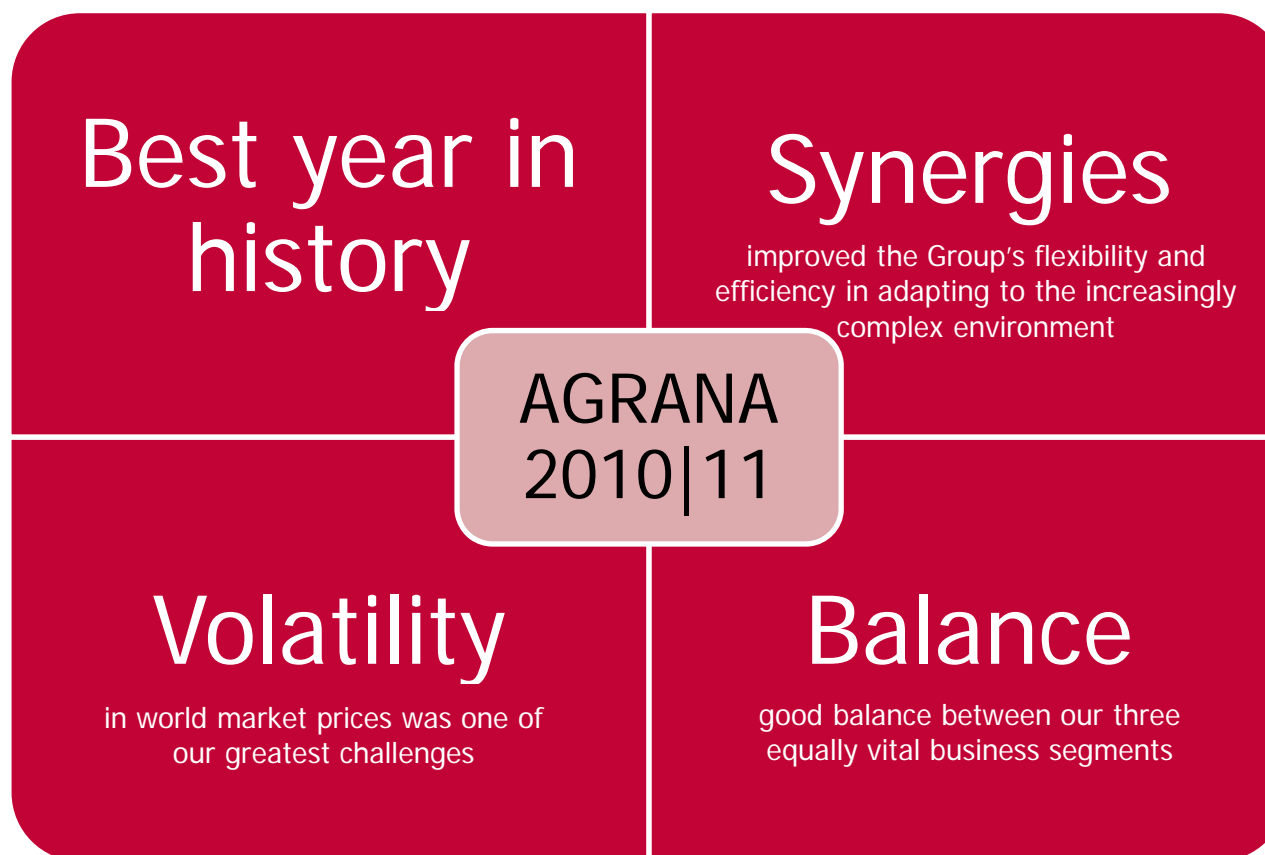 Best year in
history
Synergies
improved the Group's flexibility and
efficiency in adapting to the increasingly
complex environment
AGRANA
2010|11
Volatility
in world market prices was one of
our greatest challenges
Balance
good balance between our three
equally vital business segments